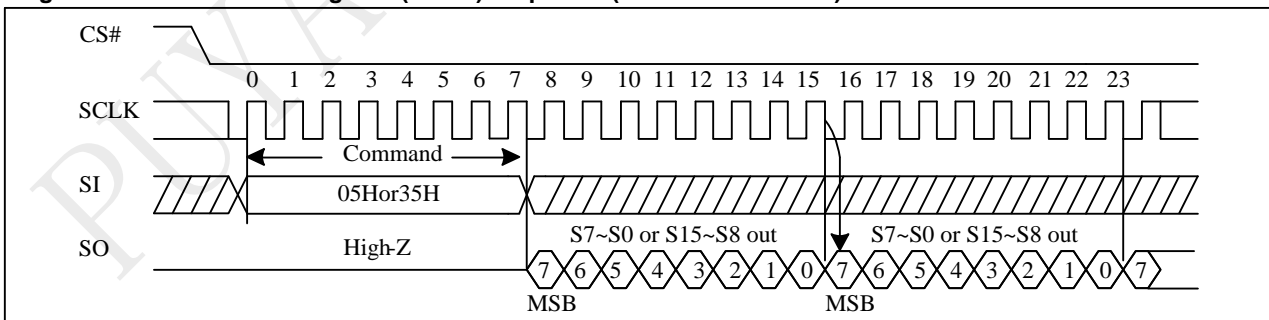 CS#
0 1 2 3 4 5 6 7 8 9 10 11 12 13 14 15 16 17 18 19 20 21 22 23
SCLK
Command
SI
05Hor35H
S7~S0 or S15~S8 out S7~S0 or S15~S8 out
SO
High-Z
7 6 5 4 3 2 1 0 7 6 5 4 3 2 1 0 7
MSB MSB
PUYA